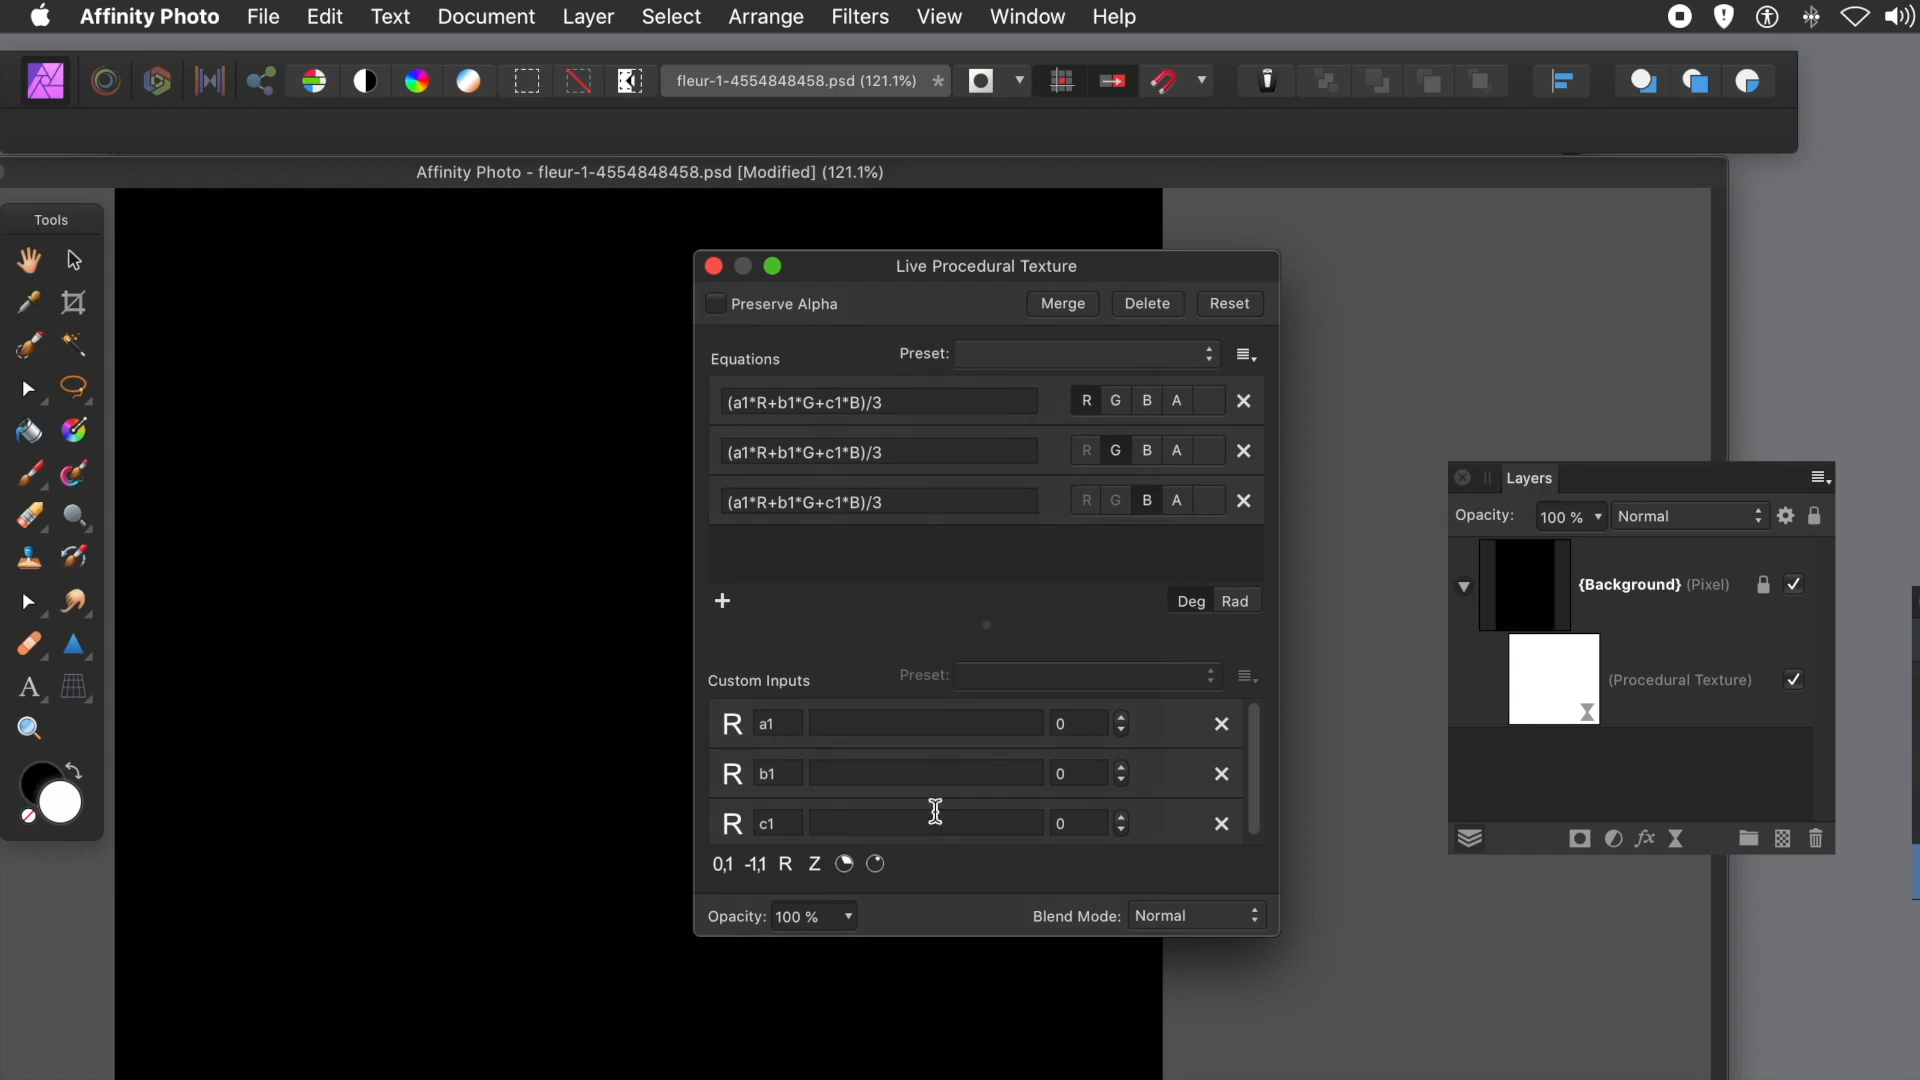 Affinity Photo File Edit Text Document Layer Select Arrange Filters View Window Help
fleur-1-4554848458.psd (121.1%) *
Affinity Photo - fleur-1-4554848458.psd [Modified] (121.1%)
Tools
Live Procedural Texture
Preserve Alpha Merge Delete Reset
Equations Preset:
(a1*R+b1*G+c1*B)/3 R G B A
(a1*R+b1*G+c1*B)/3 R G B A
(a1*R+b1*G+c1*B)/3 R G B A
Deg Rad
Custom Inputs Preset:
R a1 0
R b1 0
R c1 0
0,1 -1,1 R Z
Opacity: 100 % Blend Mode: Normal
Layers
Opacity: 100 % Normal
{Background} (Pixel)
(Procedural Texture)